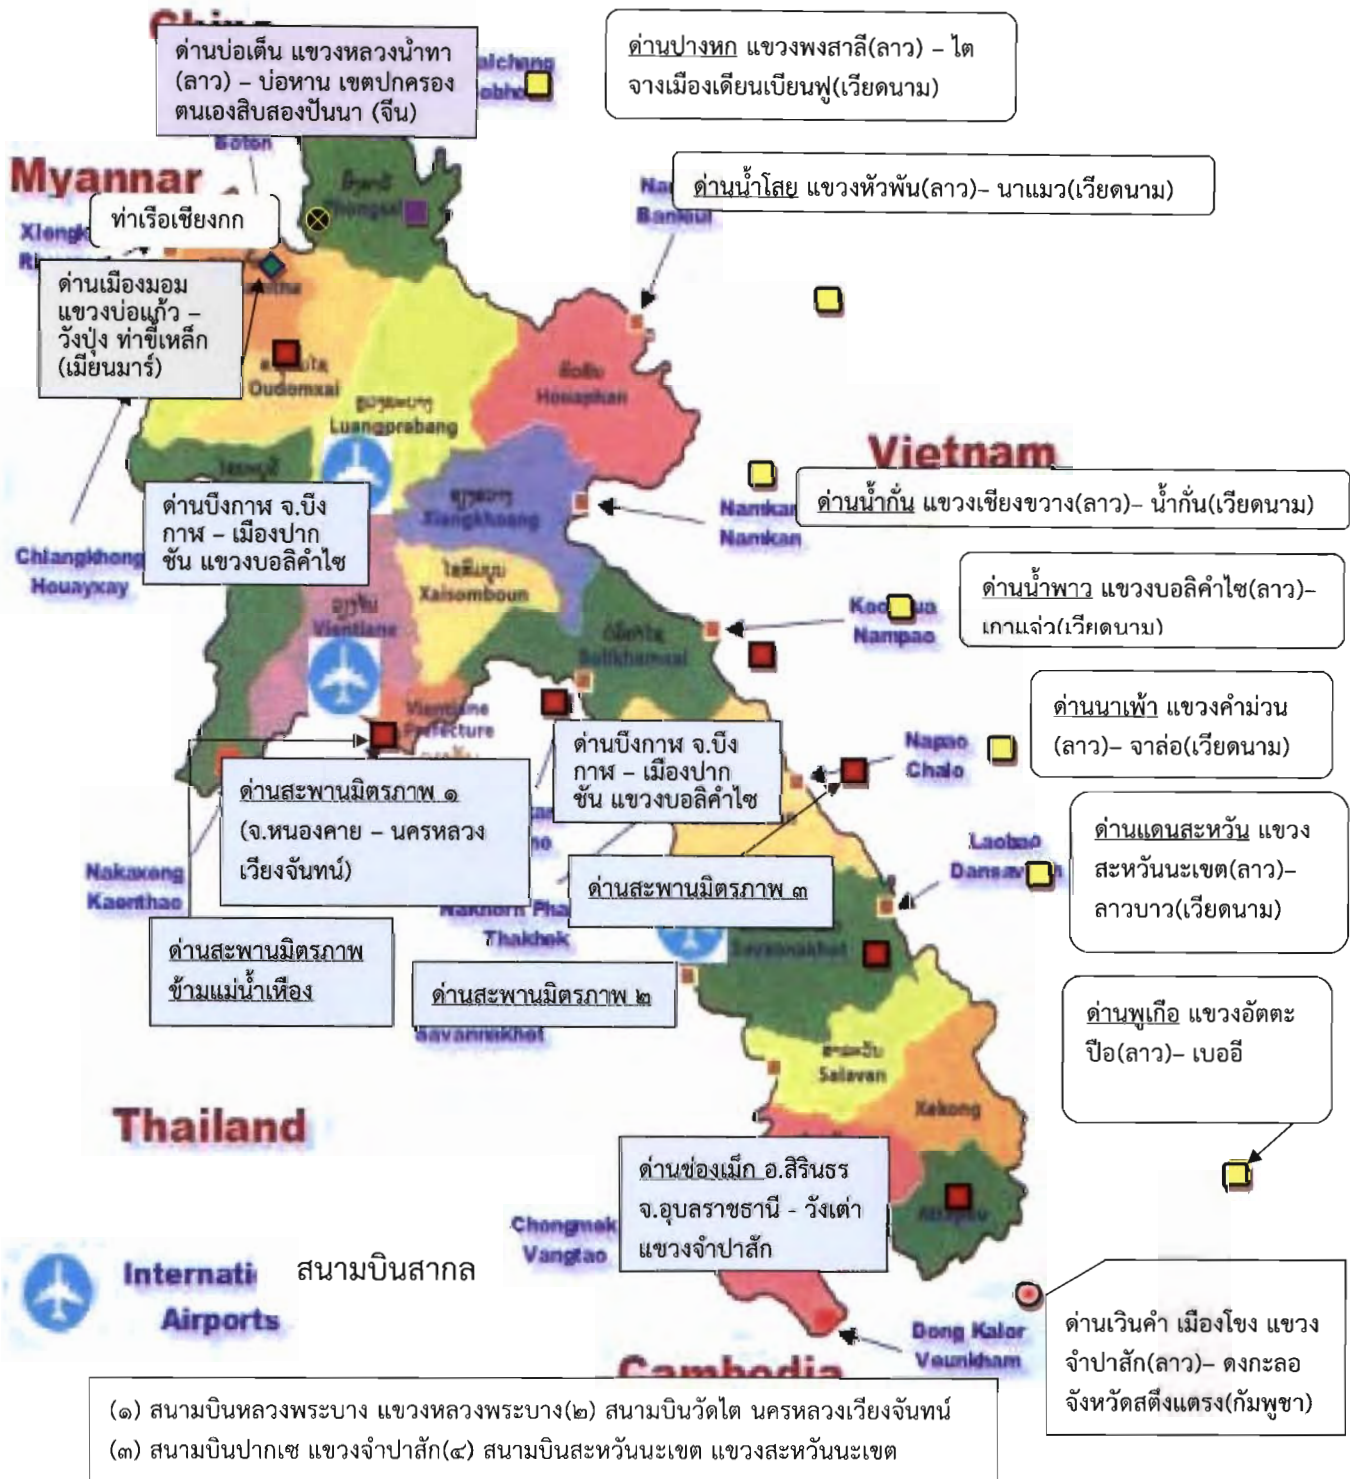 ด่านบ่อเต็น แขวงหลวงน้ำทา
(ลาว) – บ่อหาน เขตปกครอง
ตนเองสิบสองปันนา (จีน)
ด่านปางหก แขวงพงสาลี(ลาว) – ไต
จางเมืองเดียนเบียนฟู(เวียดนาม)
Boten
Myannar
ด่านน้ำโสย แขวงหัวพัน(ลาว)– นาแมว(เวียดนาม)
ท่าเรือเชียงกก
ด่านเมืองมอม
แขวงบ่อแก้ว –
วังปุ่ง ท่าขี้เหล็ก
(เมียนมาร์)
Oudomxai
Luangprabang
Houaphan
Vietnam
ด่านน้ำกั่น แขวงเชียงขวาง(ลาว)– น้ำกั่น(เวียดนาม)
Namkan
Xiangkhoang
ด่านบึงกาฬ จ.บึง
กาฬ – เมืองปาก
ซัน แขวงบอลิคำไซ
Chiangkhong
Houayxay
Xaisomboun
Vientiane
ด่านน้ำพาว แขวงบอลิคำไซ(ลาว)–
เกาแจ๋ว(เวียดนาม)
Nampao
Bolikhamxai
Vientiane
Prefecture
ด่านนาเพ้า แขวงคำม่วน
(ลาว)– จาล่อ(เวียดนาม)
Napao
Chalo
ด่านบึงกาฬ จ.บึง
กาฬ – เมืองปาก
ซัน แขวงบอลิคำไซ
ด่านสะพานมิตรภาพ ๑
(จ.หนองคาย – นครหลวง
เวียงจันทน์)
ด่านแดนสะหวัน แขวง
สะหวันนะเขต(ลาว)–
ลาวบาว(เวียดนาม)
Laobao
Nakaxeng
Kaenthao
ด่านสะพานมิตรภาพ ๓
Thakhek
Savannakhet
ด่านสะพานมิตรภาพ
ข้ามแม่น้ำเหือง
ด่านสะพานมิตรภาพ ๒
Savannakhet
ด่านพูเกือ แขวงอัตตะ
ปือ(ลาว)– เบออี
Salavan
Xekong
Thailand
ด่านช่องเม็ก อ.สิรินธร
จ.อุบลราชธานี - วังเต่า
แขวงจำปาสัก
Attapeu
Chongmek
Vangtao
Internati
Airports
สนามบินสากล
Dong Kalor
Veunkham
ด่านเวินคำ เมืองโขง แขวง
จำปาสัก(ลาว)– ดงกะลอ
จังหวัดสตึงแตรง(กัมพูชา)
Cambodia
(๑) สนามบินหลวงพระบาง แขวงหลวงพระบาง(๒) สนามบินวัดไต นครหลวงเวียงจันทน์
(๓) สนามบินปากเซ แขวงจำปาสัก(๔) สนามบินสะหวันนะเขต แขวงสะหวันนะเขต